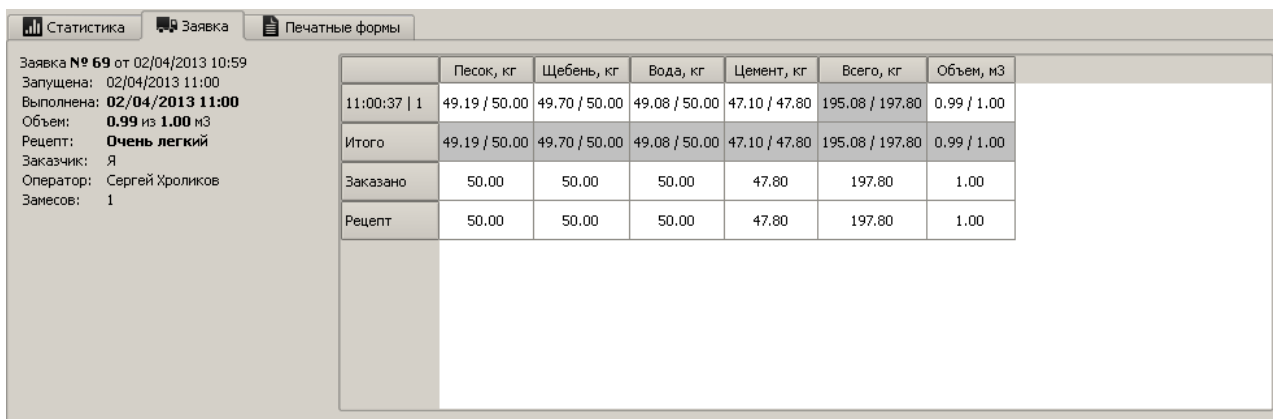 Статистика Заявка Печатные формы
Заявка № 69 от 02/04/2013 10:59
Запущена: 02/04/2013 11:00
Выполнена: 02/04/2013 11:00
Объем: 0.99 из 1.00 м3
Рецепт: Очень легкий
Заказчик: Я
Оператор: Сергей Хроликов
Замесов: 1
Песок, кг Щебень, кг Вода, кг Цемент, кг Всего, кг Объем, м3
11:00:37 | 1 49.19 / 50.00 49.70 / 50.00 49.08 / 50.00 47.10 / 47.80 195.08 / 197.80 0.99 / 1.00
Итого 49.19 / 50.00 49.70 / 50.00 49.08 / 50.00 47.10 / 47.80 195.08 / 197.80 0.99 / 1.00
Заказано 50.00 50.00 50.00 47.80 197.80 1.00
Рецепт 50.00 50.00 50.00 47.80 197.80 1.00